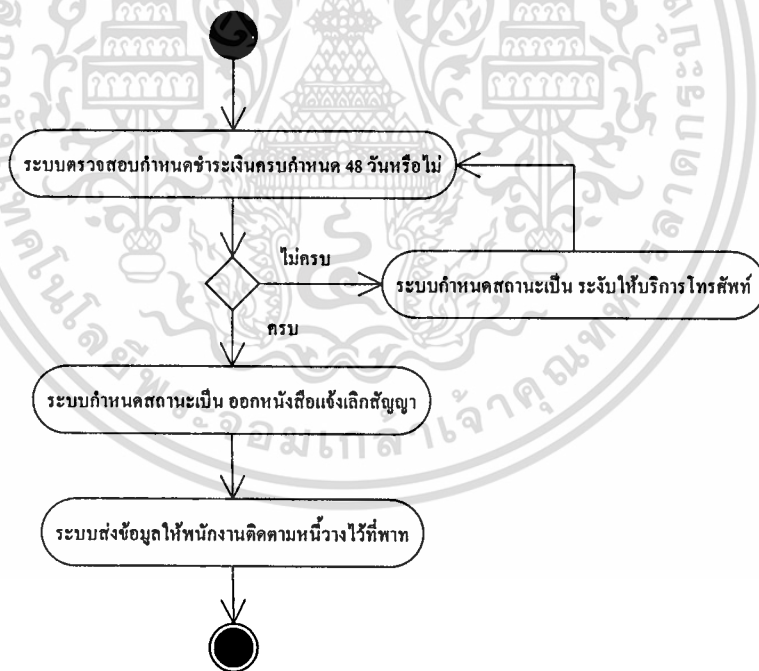 ระบบตรวจสอบกำหนดชำระเงินครบกำหนด 48 วันหรือไม่
ไม่ครบ
ระบบกำหนดสถานะเป็น ระงับให้บริการโทรศัพท์
ครบ
ระบบกำหนดสถานะเป็น ออกหนังสือแจ้งเลิกสัญญา
ระบบส่งข้อมูลให้พนักงานติดตามหนี้วางไว้ที่พาท